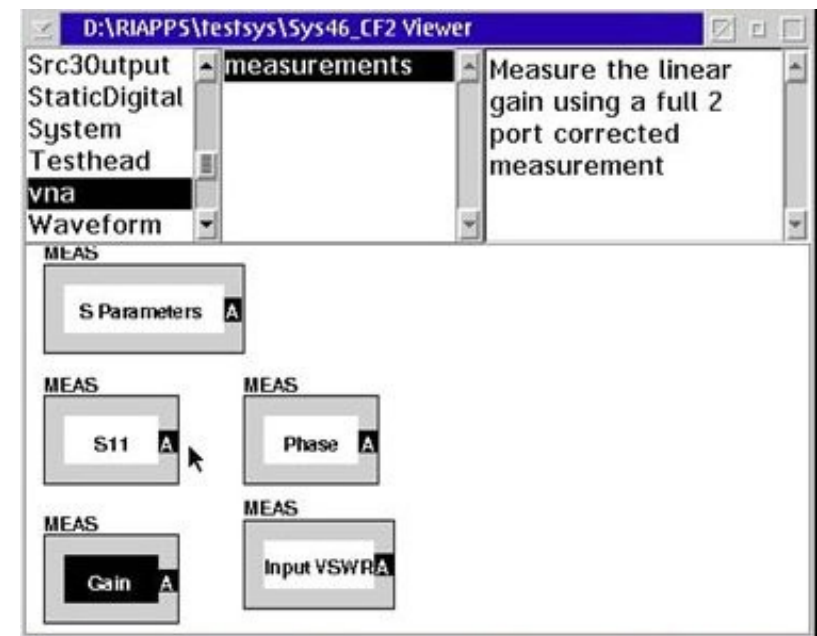 D:\RIAPPS\testsys\Sys46_CF2 Viewer
Src3Output
StaticDigital
System
Testhead
vna
Waveform
measurements
Measure the linear
gain using a full 2
port corrected
measurement
MEAS
S Parameters A
MEAS
S11 A
MEAS
Phase A
MEAS
Gain A
MEAS
Input VSWR A